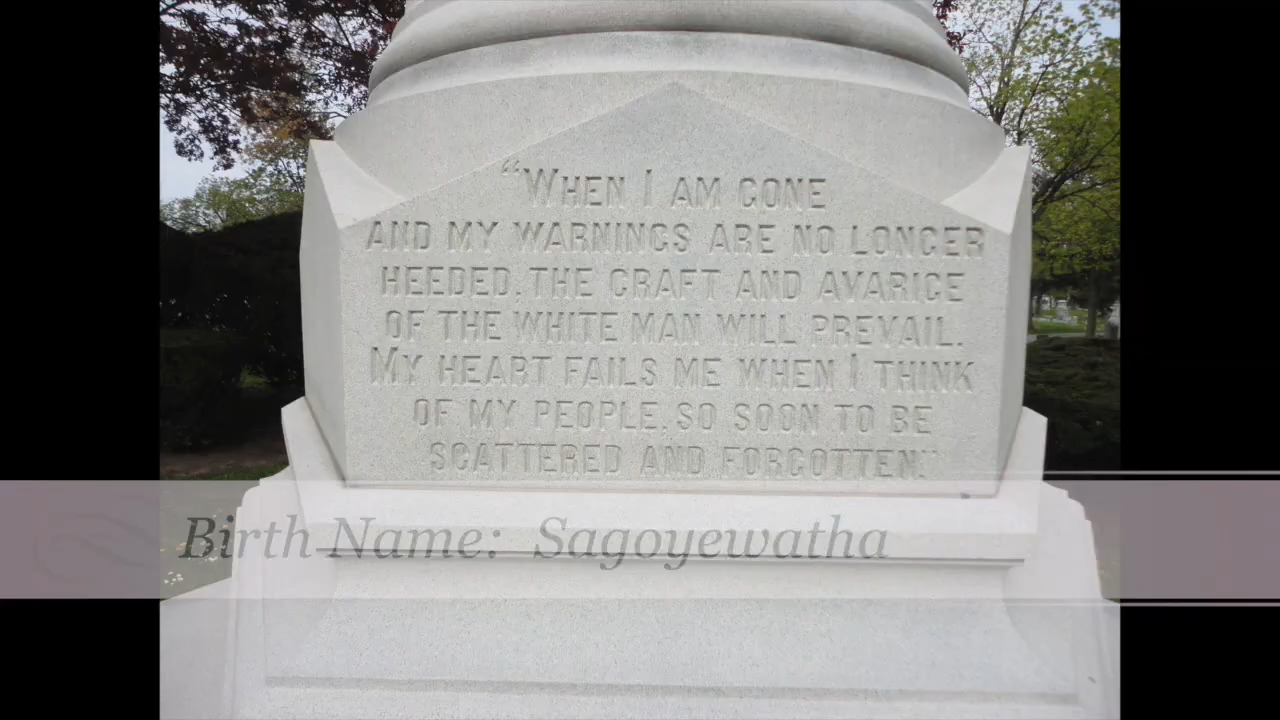 “WHEN I AM GONE
AND MY WARNINGS ARE NO LONGER
HEEDED, THE CRAFT AND AVARICE
OF THE WHITE MAN WILL PREVAIL.
MY HEART FAILS ME WHEN I THINK
OF MY PEOPLE, SO SOON TO BE
SCATTERED AND FORGOTTEN.”
Birth Name: Sagoyewatha